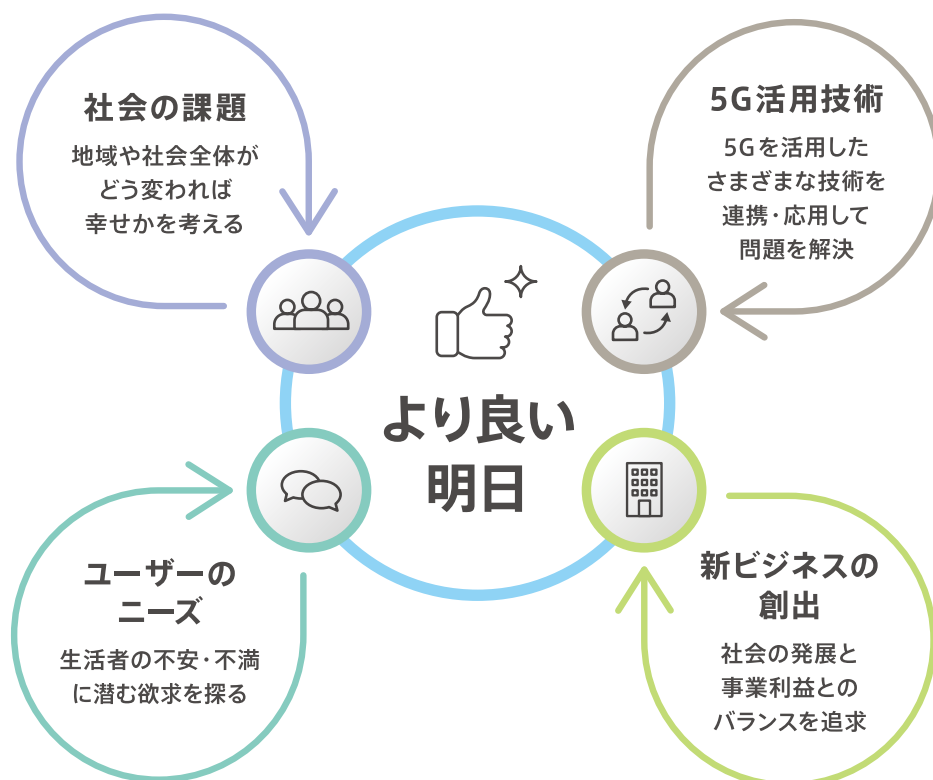 社会の課題
地域や社会全体が
どう変われば
幸せかを考える
5G活用技術
5Gを活用した
さまざまな技術を
連携・応用して
問題を解決
より良い
明日
ユーザーの
ニーズ
生活者の不安・不満
に潜む欲求を探る
新ビジネスの
創出
社会の発展と
事業利益との
バランスを追求